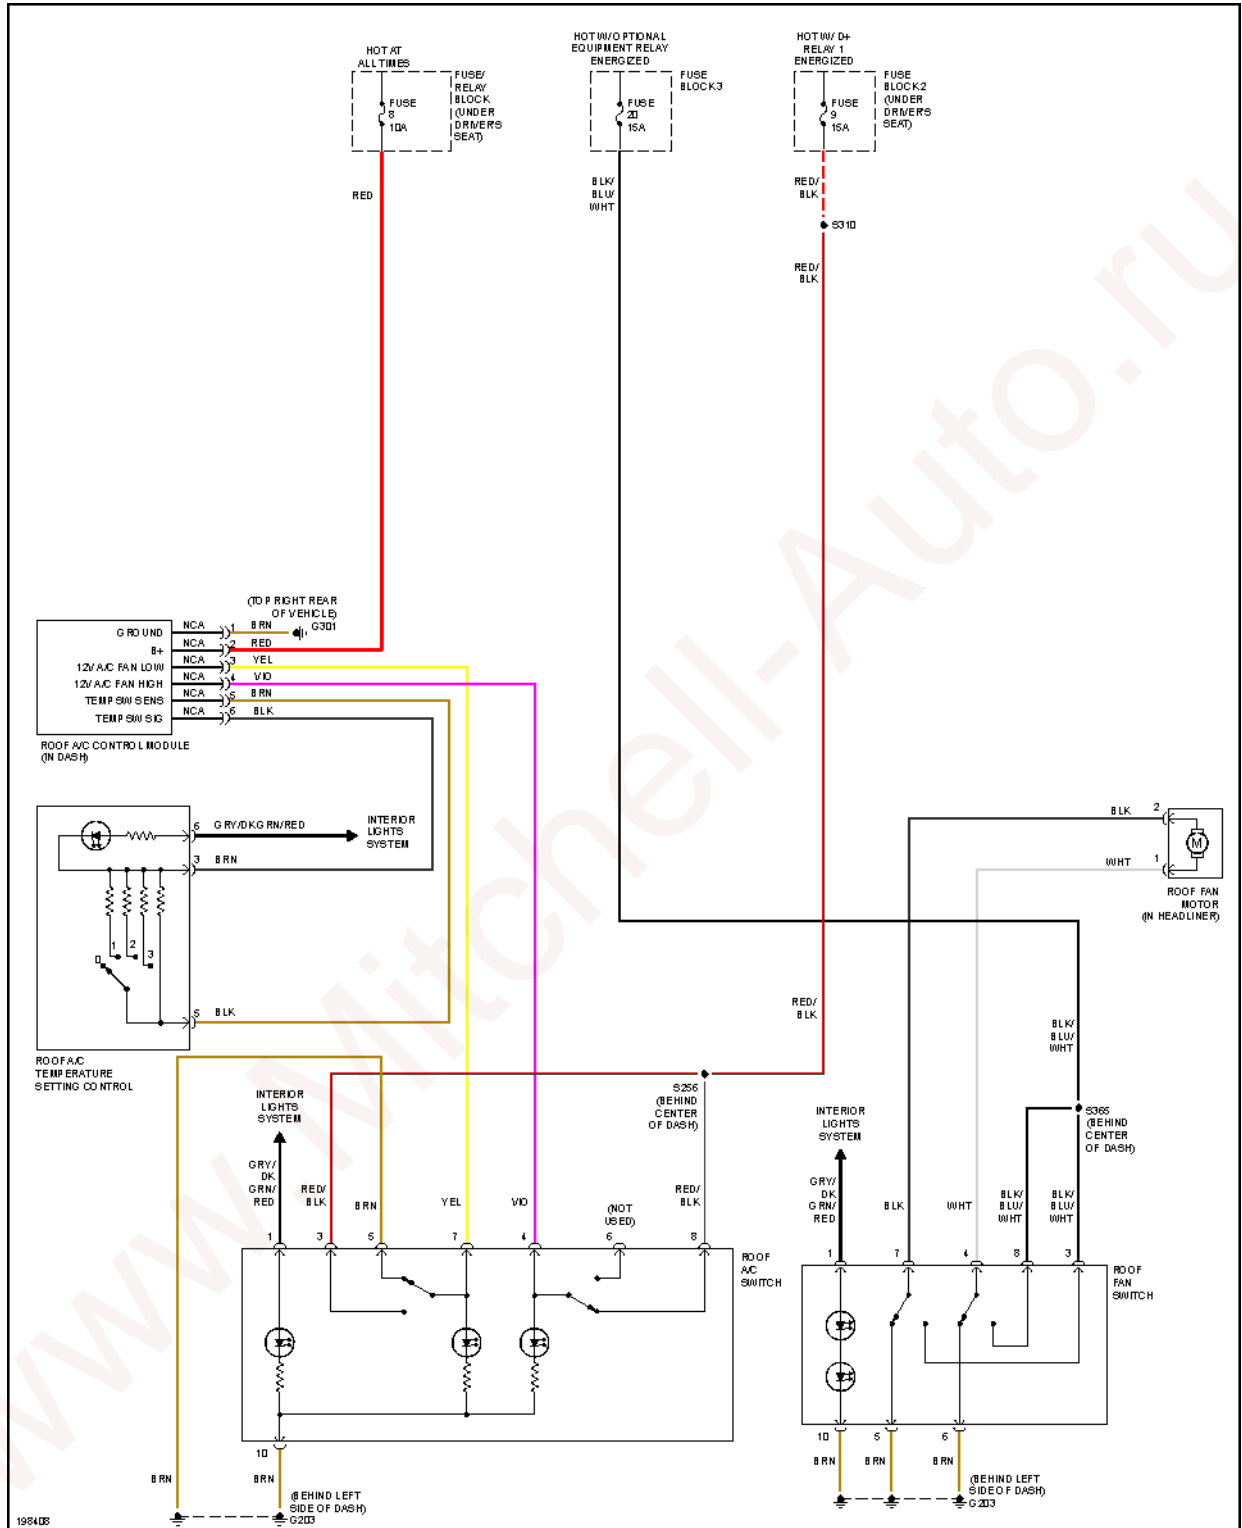 HOT AT
ALL TIMES
FUSE
8
10A
FUSE/
RELAY
BLOCK
(UNDER
DRIVER'S
SEAT)
HOT W/OPTIONAL
EQUIPMENT RELAY
ENERGIZED
FUSE
20
15A
FUSE
BLOCK 3
HOT W/ D+
RELAY 1
ENERGIZED
FUSE
9
15A
FUSE
BLOCK 2
(UNDER
DRIVER'S
SEAT)
RED
BLK/
BLU/
WHT
RED/
BLK
S310
RED/
BLK
(TOP RIGHT REAR
OF VEHICLE)
G301
GROUND NCA 1 BRN
B+ NCA 2 RED
12V A/C FAN LOW NCA 3 YEL
12V A/C FAN HIGH NCA 4 VIO
TEMP SW SENS NCA 5 BRN
TEMP SW SIG NCA 6 BLK
ROOF A/C CONTROL MODULE
(IN DASH)
6 GRY/DK GRN/RED
INTERIOR
LIGHTS
SYSTEM
3 BRN
0 1 2 3
5 BLK
ROOF A/C
TEMPERATURE
SETTING CONTROL
BLK 2
WHT 1
M
ROOF FAN
MOTOR
(IN HEADLINER)
RED/
BLK
BLK/
BLU/
WHT
S256
(BEHIND
CENTER
OF DASH)
S365
(BEHIND
CENTER
OF DASH)
INTERIOR
LIGHTS
SYSTEM
GRY/
DK
GRN/
RED
RED/
BLK
BRN
YEL
VIO
(NOT
USED)
RED/
BLK
1 3 5 7 4 6 8
ROOF
A/C
SWITCH
10
BRN
BRN
(BEHIND LEFT
SIDE OF DASH)
G203
INTERIOR
LIGHTS
SYSTEM
GRY/
DK
GRN/
RED
BLK
WHT
BLK/
BLU/
WHT
BLK/
BLU/
WHT
1 7 4 8 3
ROOF
FAN
SWITCH
10 5 6
BRN BRN BRN
(BEHIND LEFT
SIDE OF DASH)
G203
198408
www.Mitchell-Auto.ru